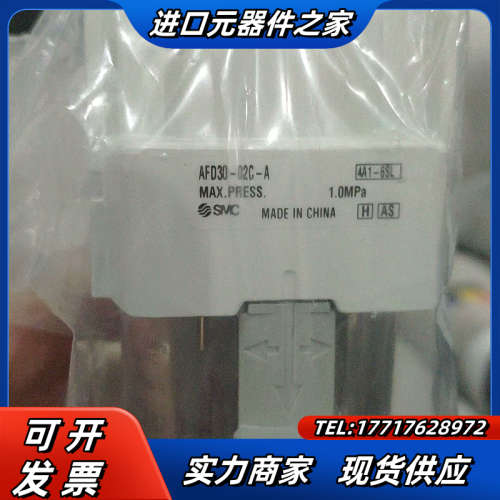 进口元器件之家
AFD30-02C-A
4A1-6SL
MAX.PRESS. 1.0MPa
SMC MADE IN CHINA H AS
TEL:17717628972
可开
发票
实力商家 现货供应